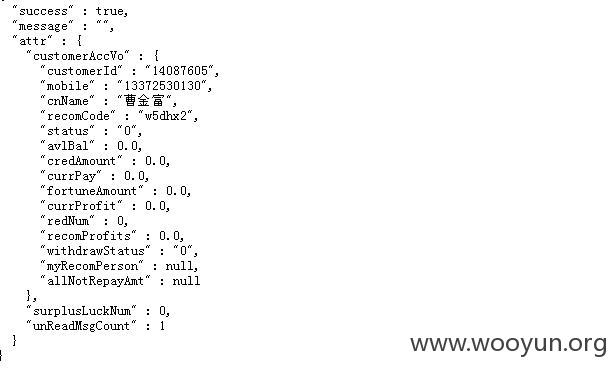 "success" : true,
"message" : "",
"attr" : {
"customerAccVo" : {
"customerId" : "14087605",
"mobile" : "13372530130",
"cnName" : "曹金富",
"recomCode" : "w5dhx2",
"status" : "0",
"avlBal" : 0.0,
"credAmount" : 0.0,
"currPay" : 0.0,
"fortuneAmount" : 0.0,
"currProfit" : 0.0,
"redNum" : 0,
"recomProfits" : 0.0,
"withdrawStatus" : "0",
"myRecomPerson" : null,
"allNotRepayAmt" : null
},
"surplusLuckNum" : 0,
"unReadMsgCount" : 1
}
}
www.wooyun.org